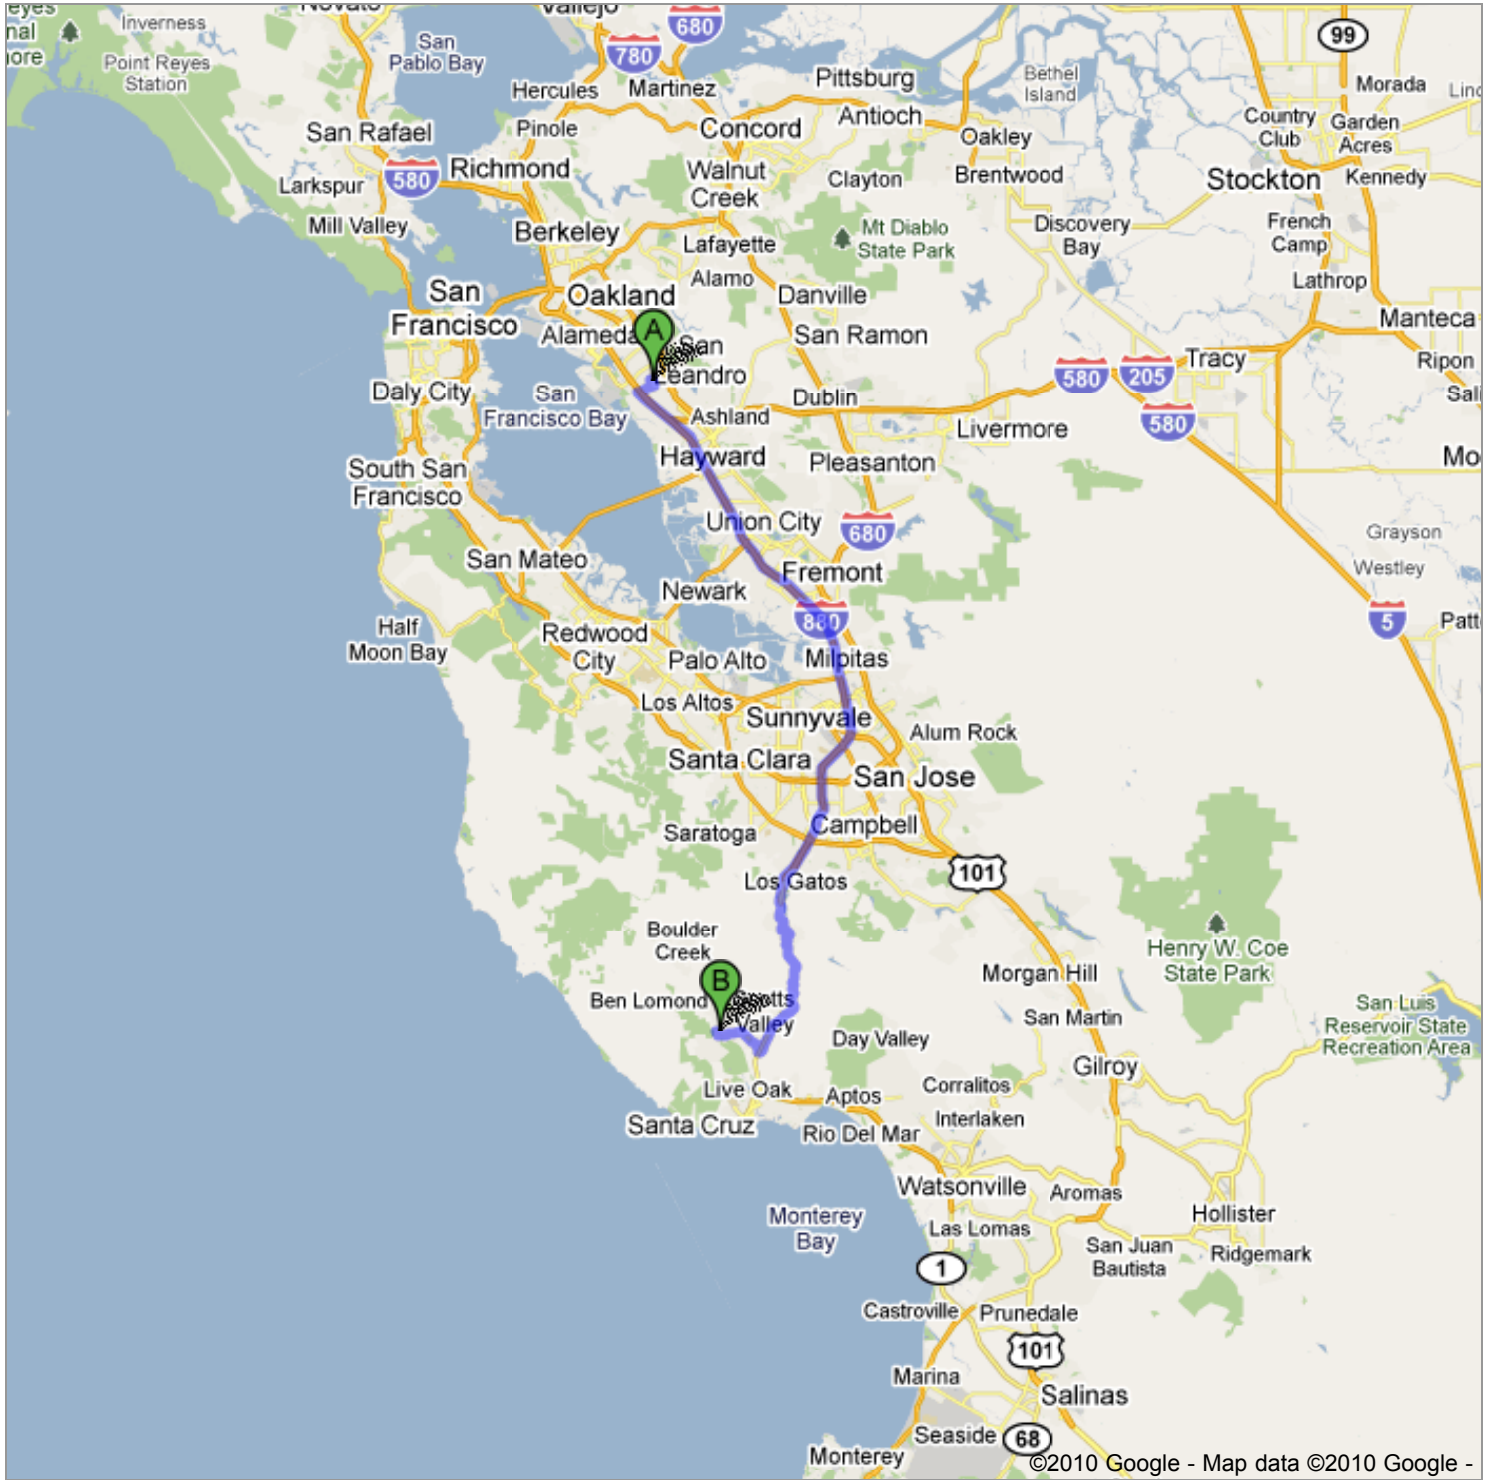 eyes
nal
ore
Inverness
Point Reyes
Station
Novato
San
Pablo Bay
Vallejo
680
780
Hercules
Martinez
Pittsburg
Bethel
Island
99
Morada
San Rafael
580
Larkspur
Mill Valley
Pinole
Richmond
Concord
Antioch
Oakley
Country
Club
Garden
Acres
Walnut
Creek
Clayton
Brentwood
Stockton
Kennedy
Berkeley
Lafayette
Mt Diablo
State Park
Discovery
Bay
French
Camp
Alamo
Lathrop
San
Francisco
Oakland
Danville
Alameda
A
San
Leandro
San Ramon
Manteca
Tracy
Ripon
580
205
580
Daly City
San
Francisco Bay
Ashland
Dublin
Livermore
Hayward
Pleasanton
South San
Francisco
Union City
680
San Mateo
Fremont
Newark
Grayson
Westley
5
Patt
880
Half
Moon Bay
Redwood
City
Palo Alto
Milpitas
Los Altos
Sunnyvale
Alum Rock
Santa Clara
San Jose
Saratoga
Campbell
101
Los Gatos
Boulder
Creek
Henry W. Coe
State Park
B
Ben Lomond
Valley
Morgan Hill
San Martin
San Luis
Reservoir State
Recreation Area
Day Valley
Gilroy
Live Oak
Aptos
Corralitos
Interlaken
Santa Cruz
Rio Del Mar
Watsonville
Aromas
Monterey
Bay
Las Lomas
Hollister
San Juan
Bautista
Ridgemark
1
Castroville
Prunedale
101
Marina
Salinas
Seaside
68
Monterey
©2010 Google - Map data ©2010 Google -